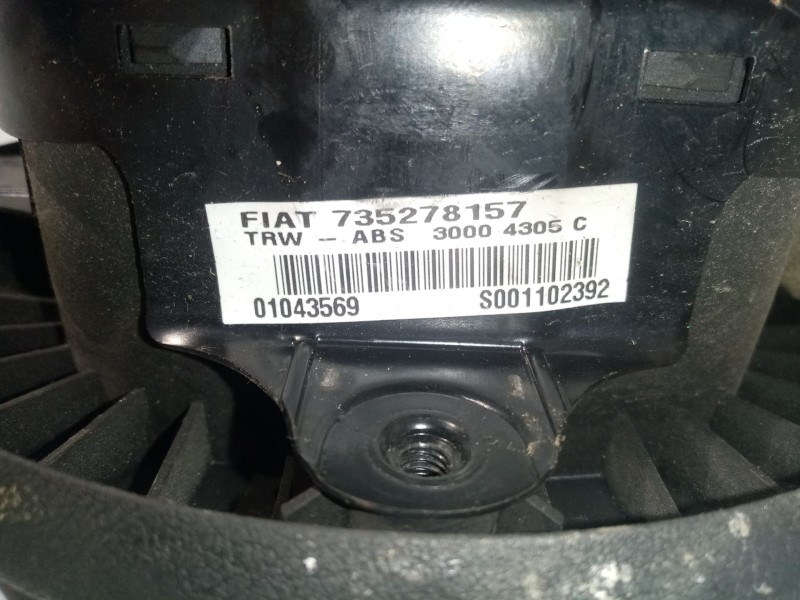 FIAT 735278157
TRW - ABS 3000 4305 C
01043569 S001102392